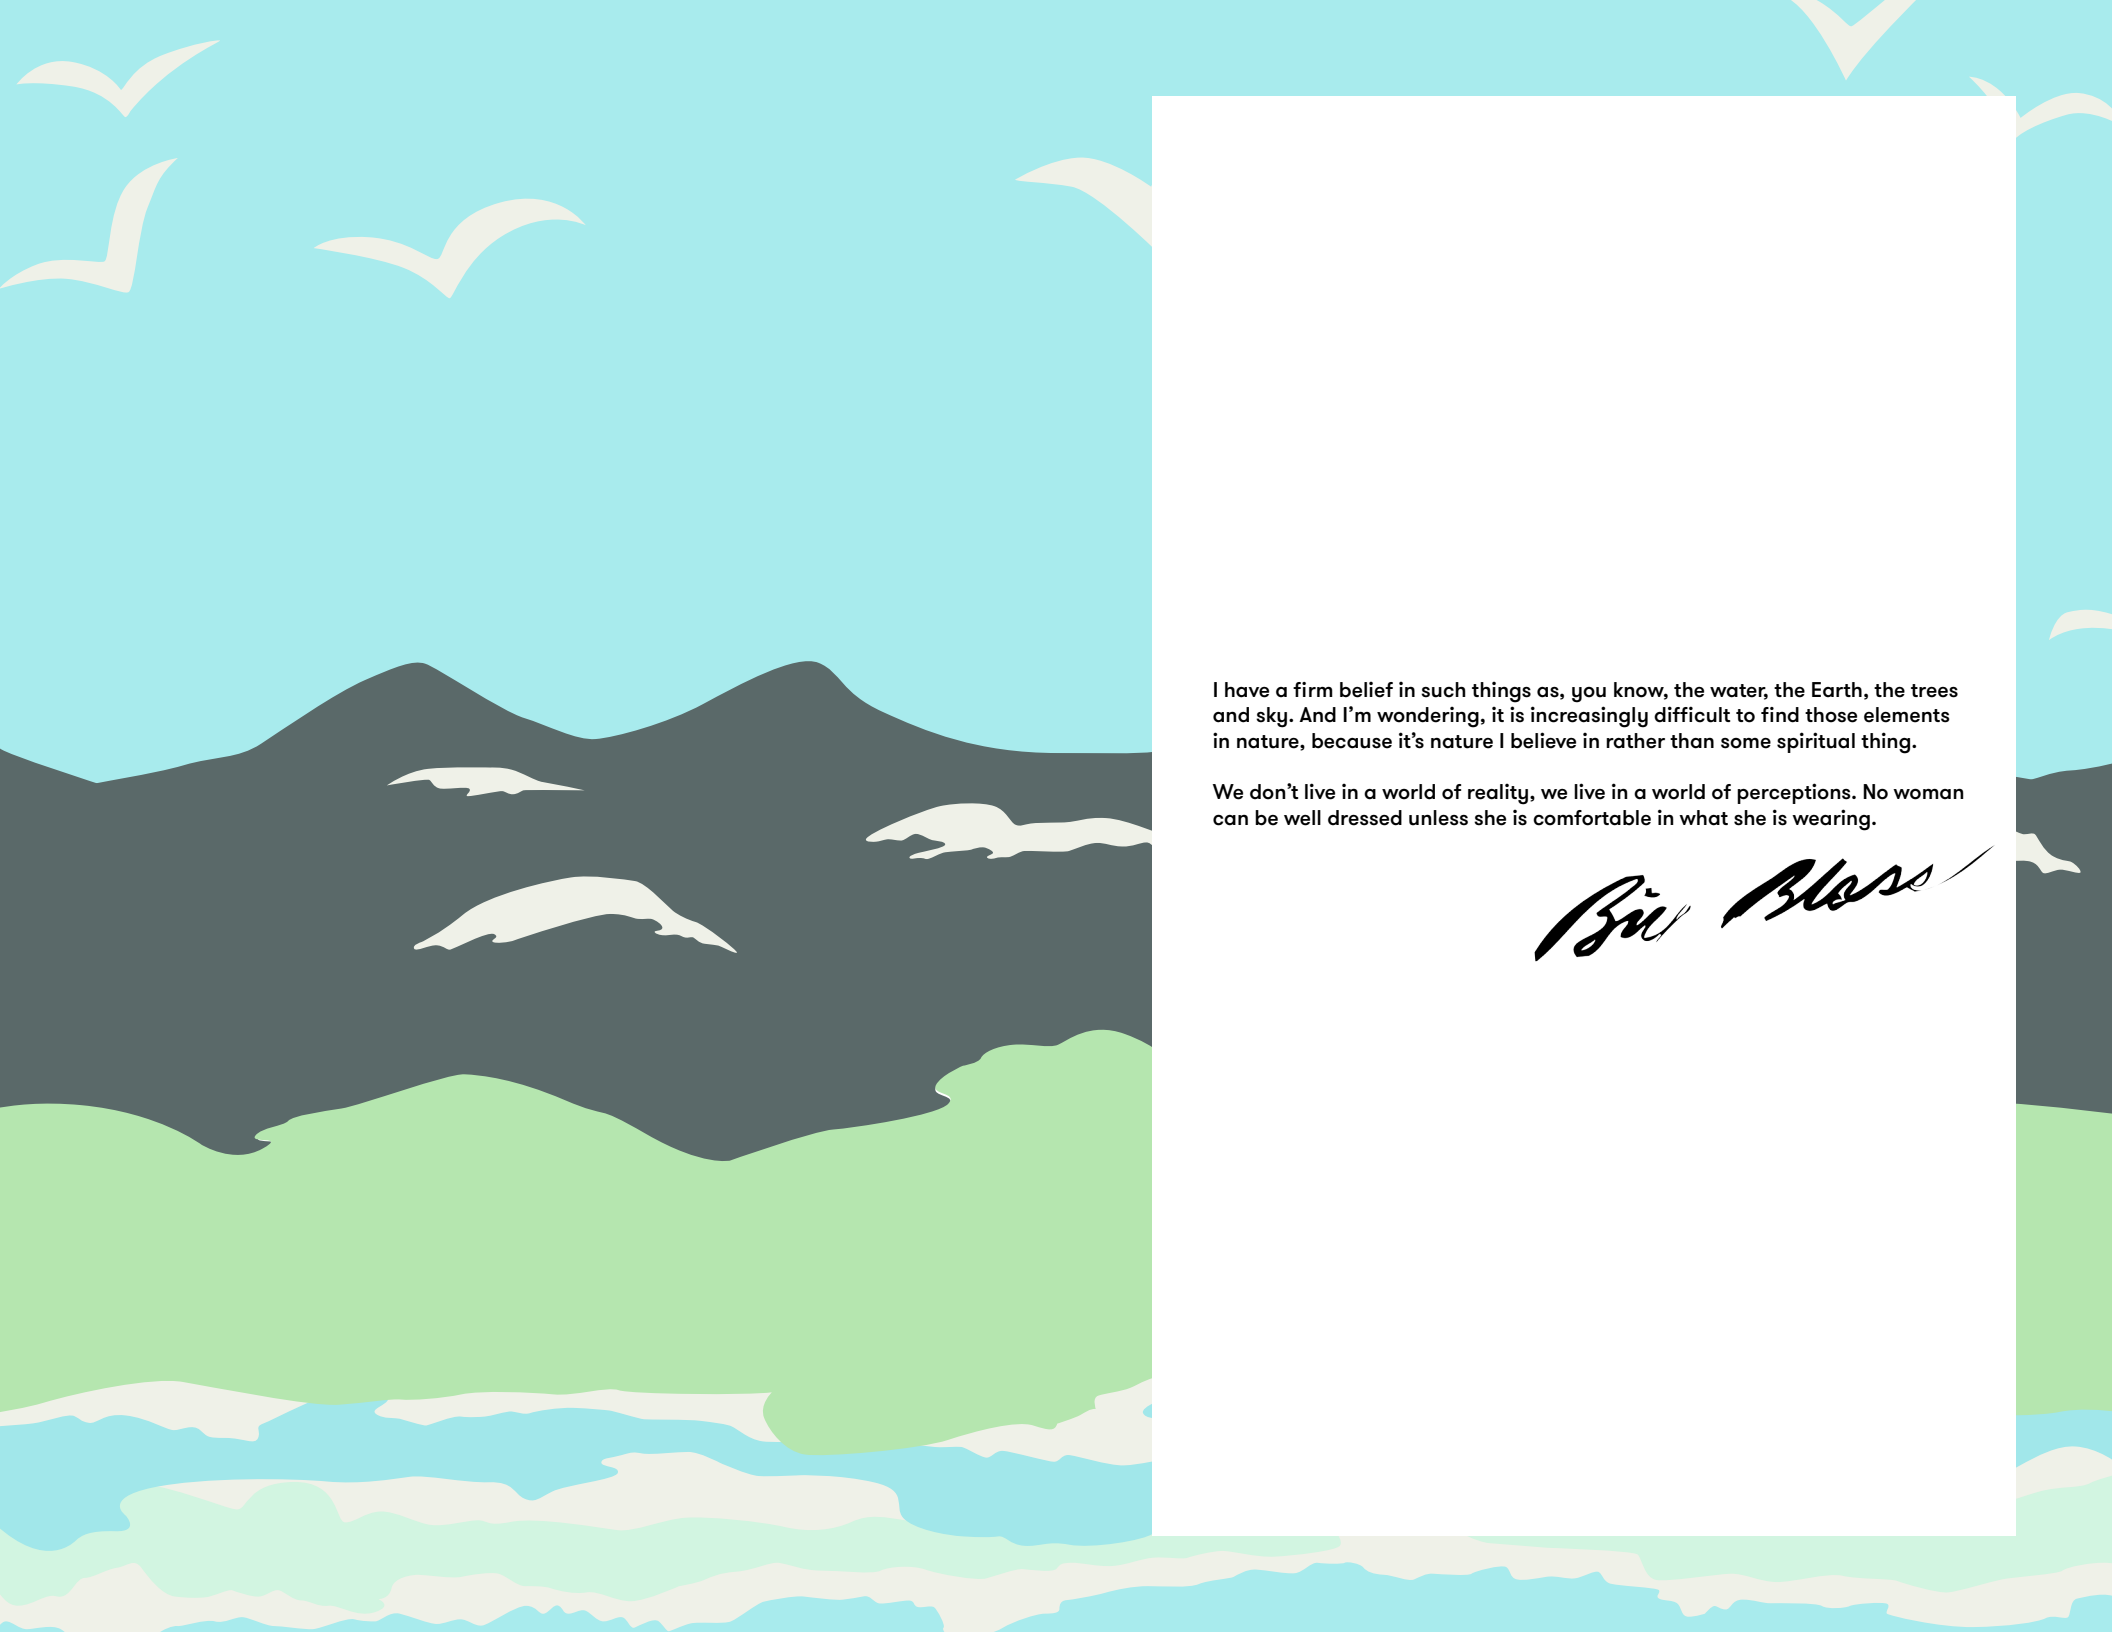 I have a firm belief in such things as, you know, the water, the Earth, the trees
and sky. And I’m wondering, it is increasingly difficult to find those elements
in nature, because it’s nature I believe in rather than some spiritual thing.
We don’t live in a world of reality, we live in a world of perceptions. No woman
can be well dressed unless she is comfortable in what she is wearing.
Bill Blass